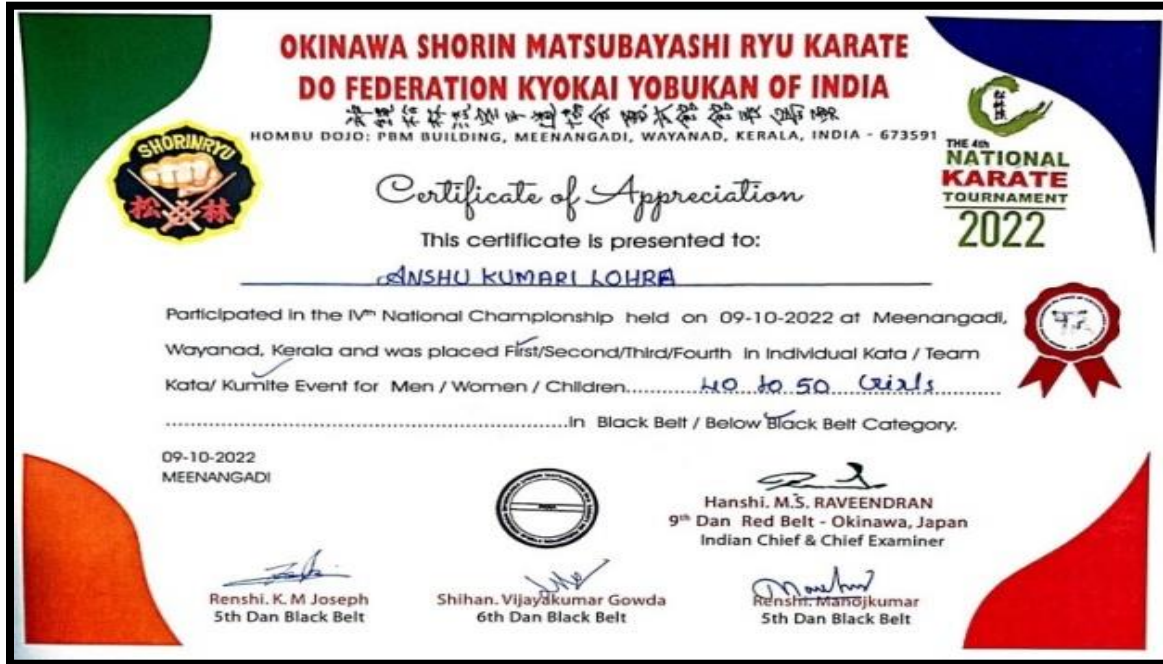 OKINAWA SHORIN MATSUBAYASHI RYU KARATE
DO FEDERATION KYOKAI YOBUKAN OF INDIA
HOMBU DOJO: PBM BUILDING, MEENANGADI, WAYANAD, KERALA, INDIA - 673591
SHORINRYU
松 林
THE 4th
NATIONAL
KARATE
TOURNAMENT
2022
Certificate of Appreciation
This certificate is presented to:
ANSHU KUMARI LOHRA
Participated in the IVth National Championship held on 09-10-2022 at Meenangadi,
Wayanad, Kerala and was placed First/Second/Third/Fourth in Individual Kata / Team
Kata/ Kumite Event for Men / Women / Children.............40 to 50 Girls............
............................................................in Black Belt / Below Black Belt Category.
09-10-2022
MEENANGADI
Hanshi. M.S. RAVEENDRAN
9th Dan Red Belt - Okinawa, Japan
Indian Chief & Chief Examiner
Renshi. K. M Joseph
5th Dan Black Belt
Shihan. Vijayakumar Gowda
6th Dan Black Belt
Renshi. Manojkumar
5th Dan Black Belt